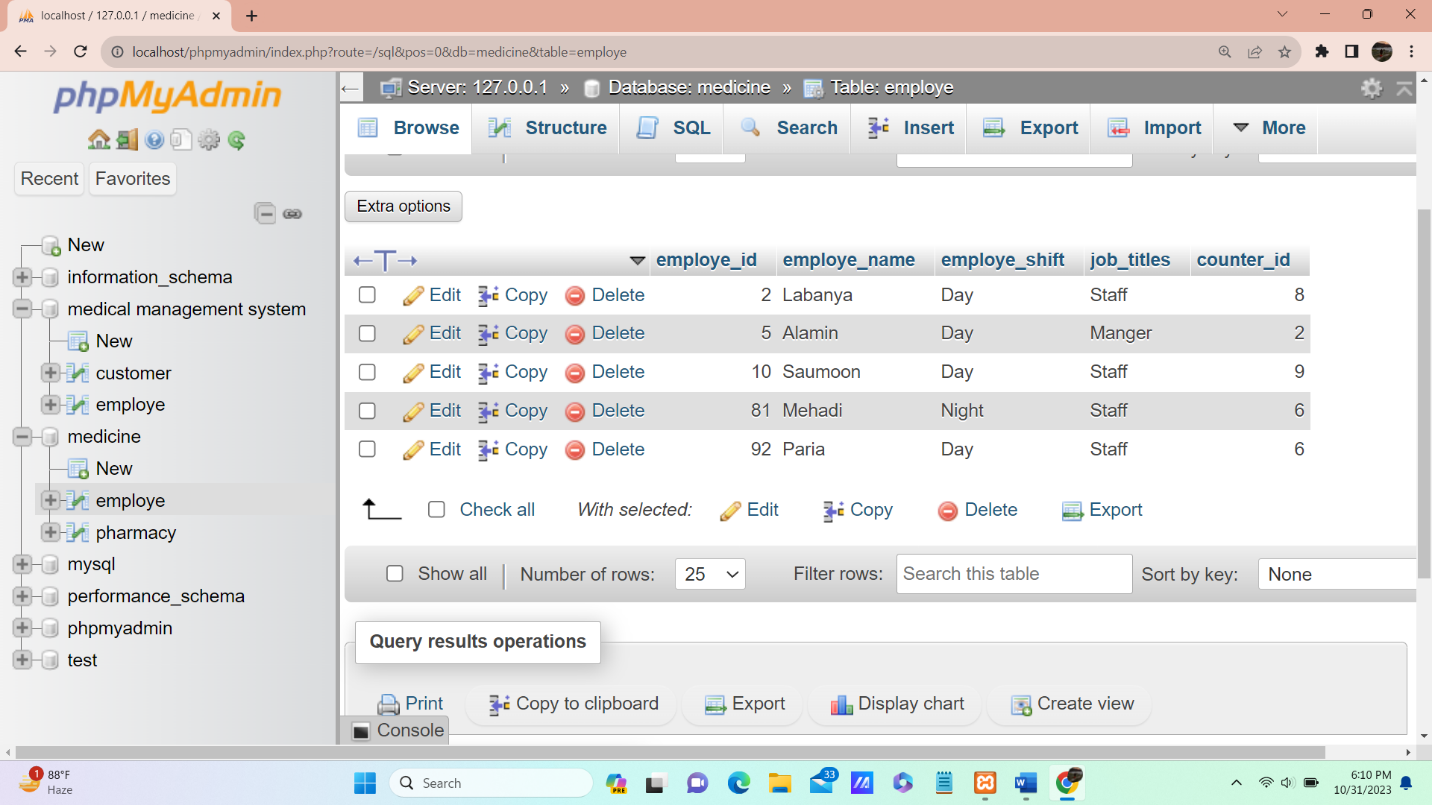 localhost / 127.0.0.1 / medicine
localhost/phpmyadmin/index.php?route=/sql&pos=0&db=medicine&table=employe
phpMyAdmin
Recent Favorites
New
information_schema
medical management system
New
customer
employe
medicine
New
employe
pharmacy
mysql
performance_schema
phpmyadmin
test
Server: 127.0.0.1 » Database: medicine » Table: employe
Browse Structure SQL Search Insert Export Import More
Extra options
employe_id employe_name employe_shift job_titles counter_id
Edit Copy Delete 2 Labanya Day Staff 8
Edit Copy Delete 5 Alamin Day Manger 2
Edit Copy Delete 10 Saumoon Day Staff 9
Edit Copy Delete 81 Mehadi Night Staff 6
Edit Copy Delete 92 Paria Day Staff 6
Check all With selected: Edit Copy Delete Export
Show all Number of rows: 25 Filter rows: Search this table Sort by key: None
Query results operations
Print Copy to clipboard Export Display chart Create view
Console
1 88°F
Haze
Search
PRE
33
6:10 PM
10/31/2023